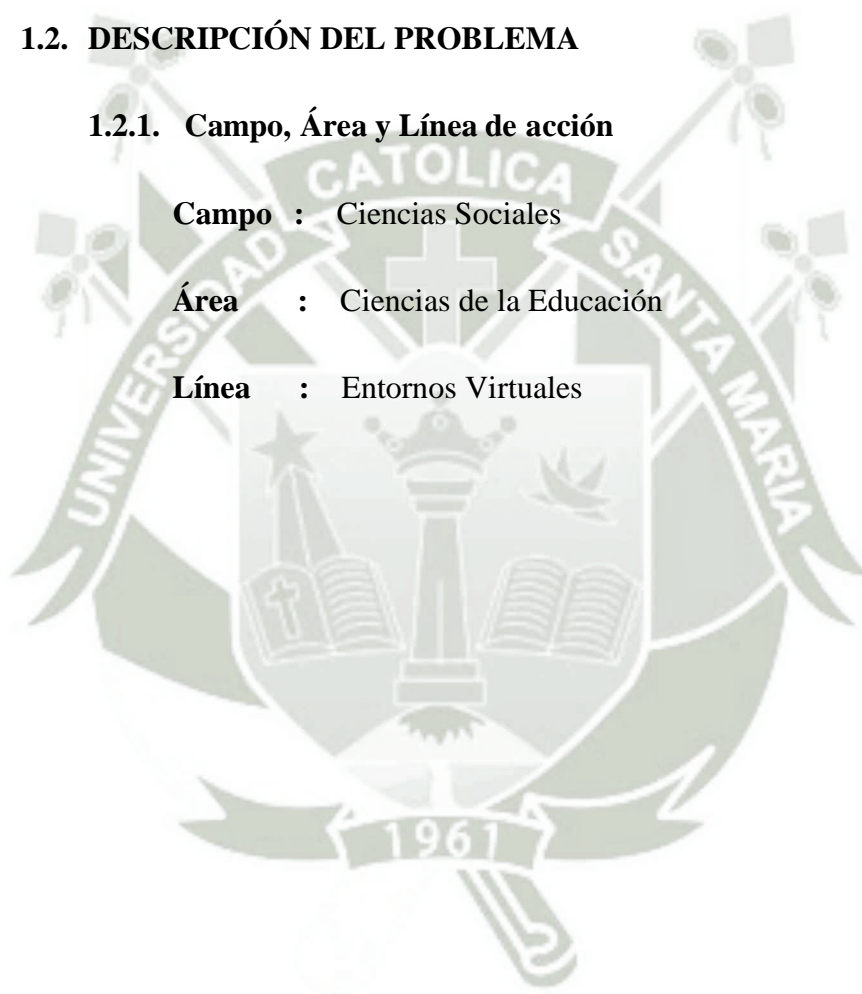 1.2. DESCRIPCIÓN DEL PROBLEMA
1.2.1. Campo, Área y Línea de acción
Campo : Ciencias Sociales
Área : Ciencias de la Educación
Línea : Entornos Virtuales
UNIVERSIDAD CATOLICA SANTA MARIA
1961